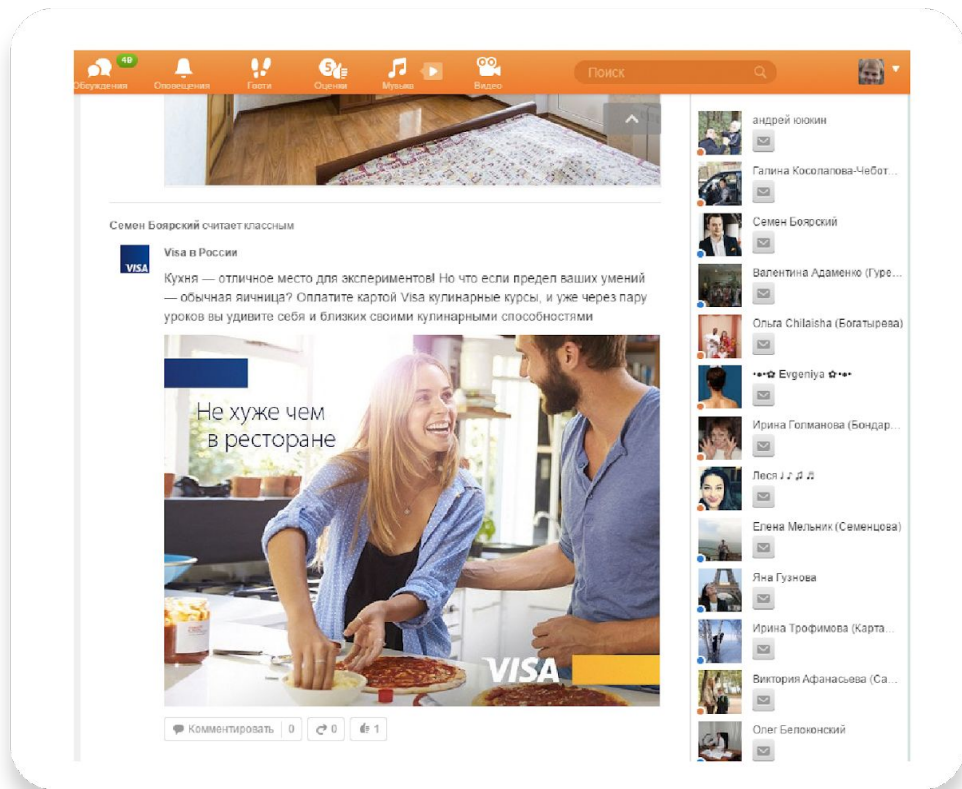 49
5
Обсуждения
Оповещения
Гости
Оценки
Музыка
Видео
Поиск
Семен Боярский считает классным
VISA
Visa в России
Кухня — отличное место для экспериментов! Но что если предел ваших умений
— обычная яичница? Оплатите картой Visa кулинарные курсы, и уже через пару
уроков вы удивите себя и близких своими кулинарными способностями
Не хуже чем
в ресторане
VISA
Комментировать 0
0
1
андрей ююкин
Галина Косолапова-Чебот...
Семен Боярский
Валентина Адаменко (Гуре...
Ольга Chilaisha (Богатырева)
•●•✿ Evgeniya ✿•●•
Ирина Голманова (Бондар...
Леся ♩ ♪ ♫ ♬
Елена Мельник (Семенцова)
Яна Гузнова
Ирина Трофимова (Карта...
Виктория Афанасьева (Са...
Олег Белоконский